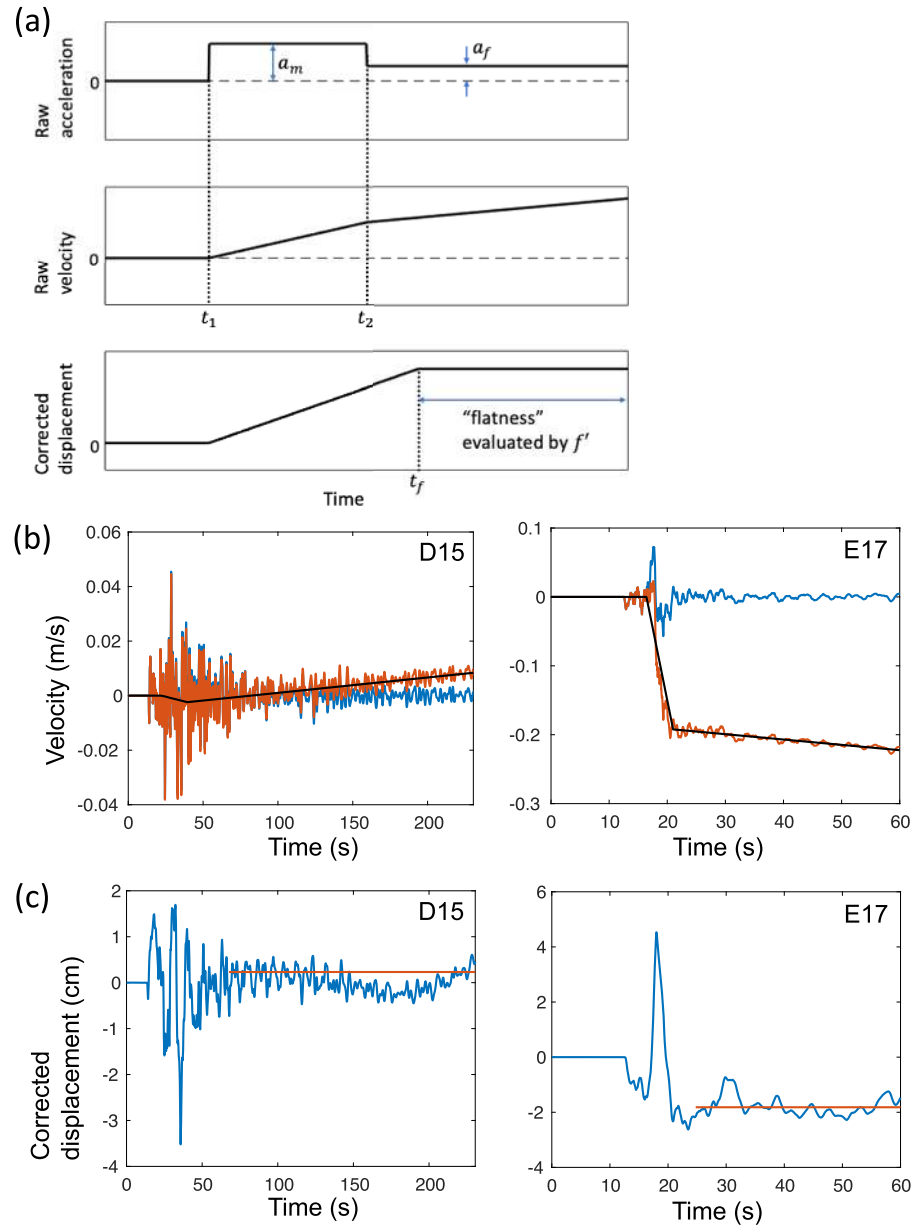 (a)
Raw
acceleration
0
a_m
a_f
Raw
velocity
0
t_1
t_2
Corrected
displacement
0
"flatness"
evaluated by f′
t_f
Time
(b)
Velocity (m/s)
0.06
0.04
0.02
0
-0.02
-0.04
D15
0 50 100 150 200
Time (s)
0.1
0
-0.1
-0.2
-0.3
E17
0 10 20 30 40 50 60
Time (s)
(c)
Corrected
displacement (cm)
2
1
0
-1
-2
-3
-4
D15
0 50 100 150 200
Time (s)
6
4
2
0
-2
-4
E17
0 10 20 30 40 50 60
Time (s)